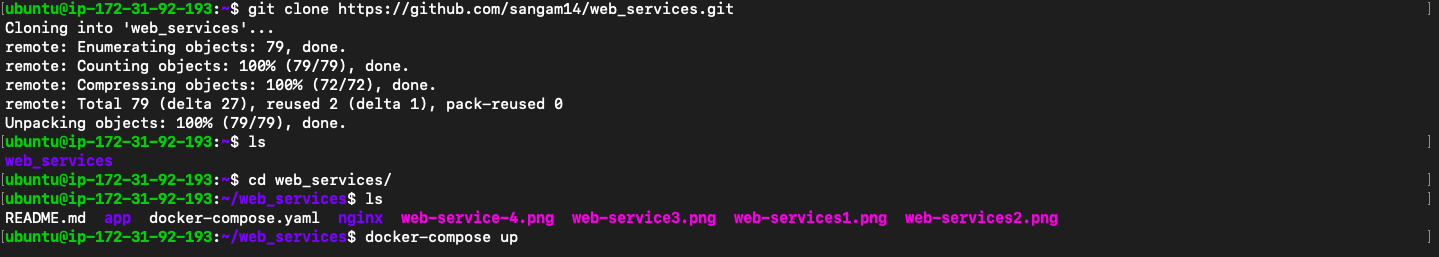 [ubuntu@ip-172-31-92-193:~$ git clone https://github.com/sangam14/web_services.git ]
Cloning into 'web_services'...
remote: Enumerating objects: 79, done.
remote: Counting objects: 100% (79/79), done.
remote: Compressing objects: 100% (72/72), done.
remote: Total 79 (delta 27), reused 2 (delta 1), pack-reused 0
Unpacking objects: 100% (79/79), done.
[ubuntu@ip-172-31-92-193:~$ ls ]
web_services
[ubuntu@ip-172-31-92-193:~$ cd web_services/ ]
[ubuntu@ip-172-31-92-193:~/web_services$ ls ]
README.md app docker-compose.yaml nginx web-service-4.png web-service3.png web-services1.png web-services2.png
[ubuntu@ip-172-31-92-193:~/web_services$ docker-compose up ]